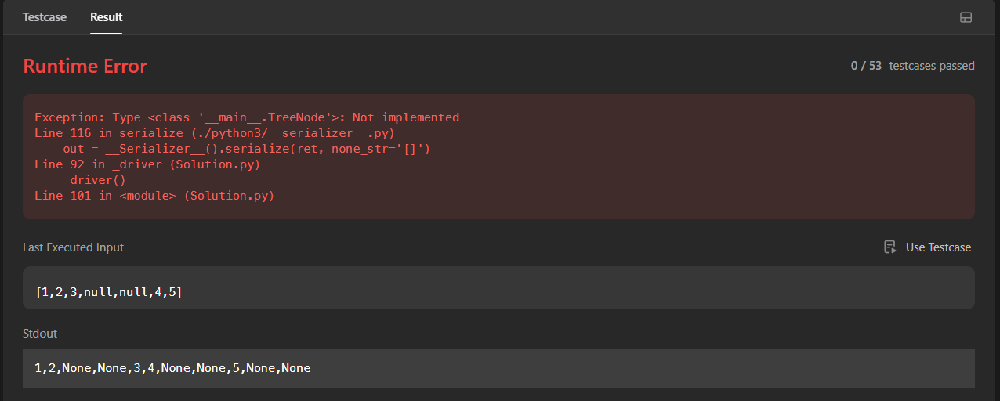 Testcase Result
Runtime Error 0 / 53 testcases passed
Exception: Type <class '__main__.TreeNode'>: Not implemented
Line 116 in serialize (./python3/__serializer__.py)
    out = __Serializer__().serialize(ret, none_str='[]')
Line 92 in _driver (Solution.py)
    _driver()
Line 101 in <module> (Solution.py)
Last Executed Input Use Testcase
[1,2,3,null,null,4,5]
Stdout
1,2,None,None,3,4,None,None,5,None,None